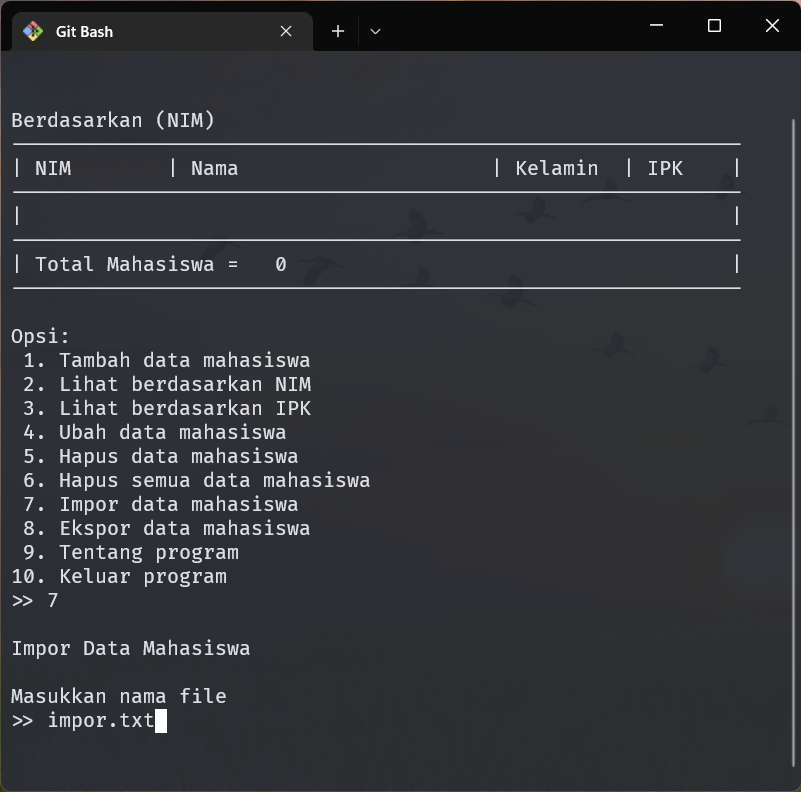 Git Bash
Berdasarkan (NIM)
| NIM | Nama | Kelamin | IPK |
| |
| Total Mahasiswa = 0 |
Opsi:
1. Tambah data mahasiswa
2. Lihat berdasarkan NIM
3. Lihat berdasarkan IPK
4. Ubah data mahasiswa
5. Hapus data mahasiswa
6. Hapus semua data mahasiswa
7. Impor data mahasiswa
8. Ekspor data mahasiswa
9. Tentang program
10. Keluar program
>> 7
Impor Data Mahasiswa
Masukkan nama file
>> impor.txt